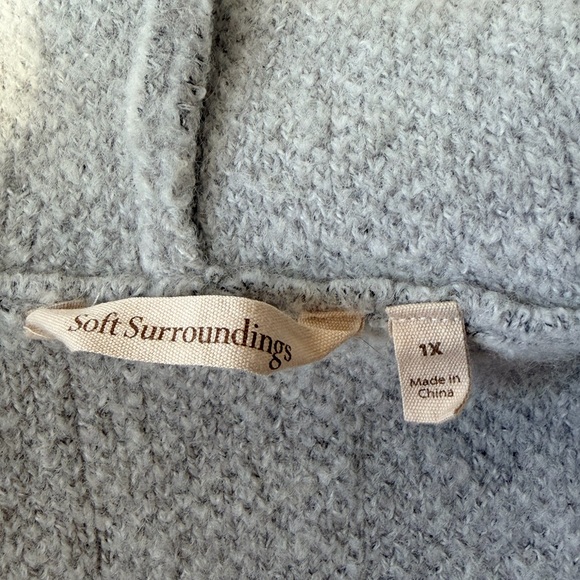 Soft Surroundings
1X
Made in
China